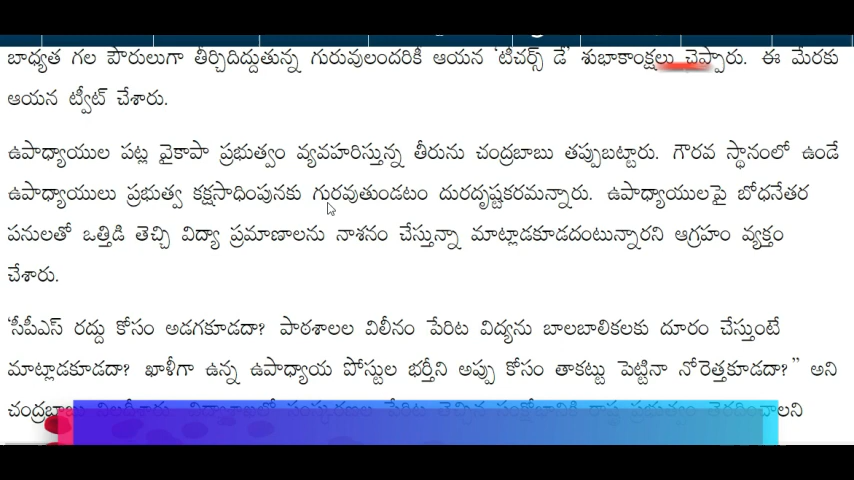 బాధ్యత గల పౌరులుగా తీర్చిదిద్దుతున్న గురువులందరికీ ఆయన ‘టీచర్స్ డే’ శుభాకాంక్షలు చెప్పారు. ఈ మేరకు
ఆయన ట్వీట్ చేశారు.
ఉపాధ్యాయుల పట్ల వైకాపా ప్రభుత్వం వ్యవహరిస్తున్న తీరును చంద్రబాబు తప్పుబట్టారు. గౌరవ స్థానంలో ఉండే
ఉపాధ్యాయులు ప్రభుత్వ కక్షసాధింపునకు గురవుతుండటం దురదృష్టకరమన్నారు. ఉపాధ్యాయులపై బోధనేతర
పనులతో ఒత్తిడి తెచ్చి విద్యా ప్రమాణాలను నాశనం చేస్తున్నా మాట్లాడకూడదంటున్నారని ఆగ్రహం వ్యక్తం
చేశారు.
‘సీపీఎస్ రద్దు కోసం అడగకూడదా? పాఠశాలల విలీనం పేరిట విద్యను బాలబాలికలకు దూరం చేస్తుంటే
మాట్లాడకూడదా? ఖాళీగా ఉన్న ఉపాధ్యాయ పోస్టుల భర్తీని అప్పు కోసం తాకట్టు పెట్టినా నోరెత్తకూడదా?” అని
చంద్రబాబు